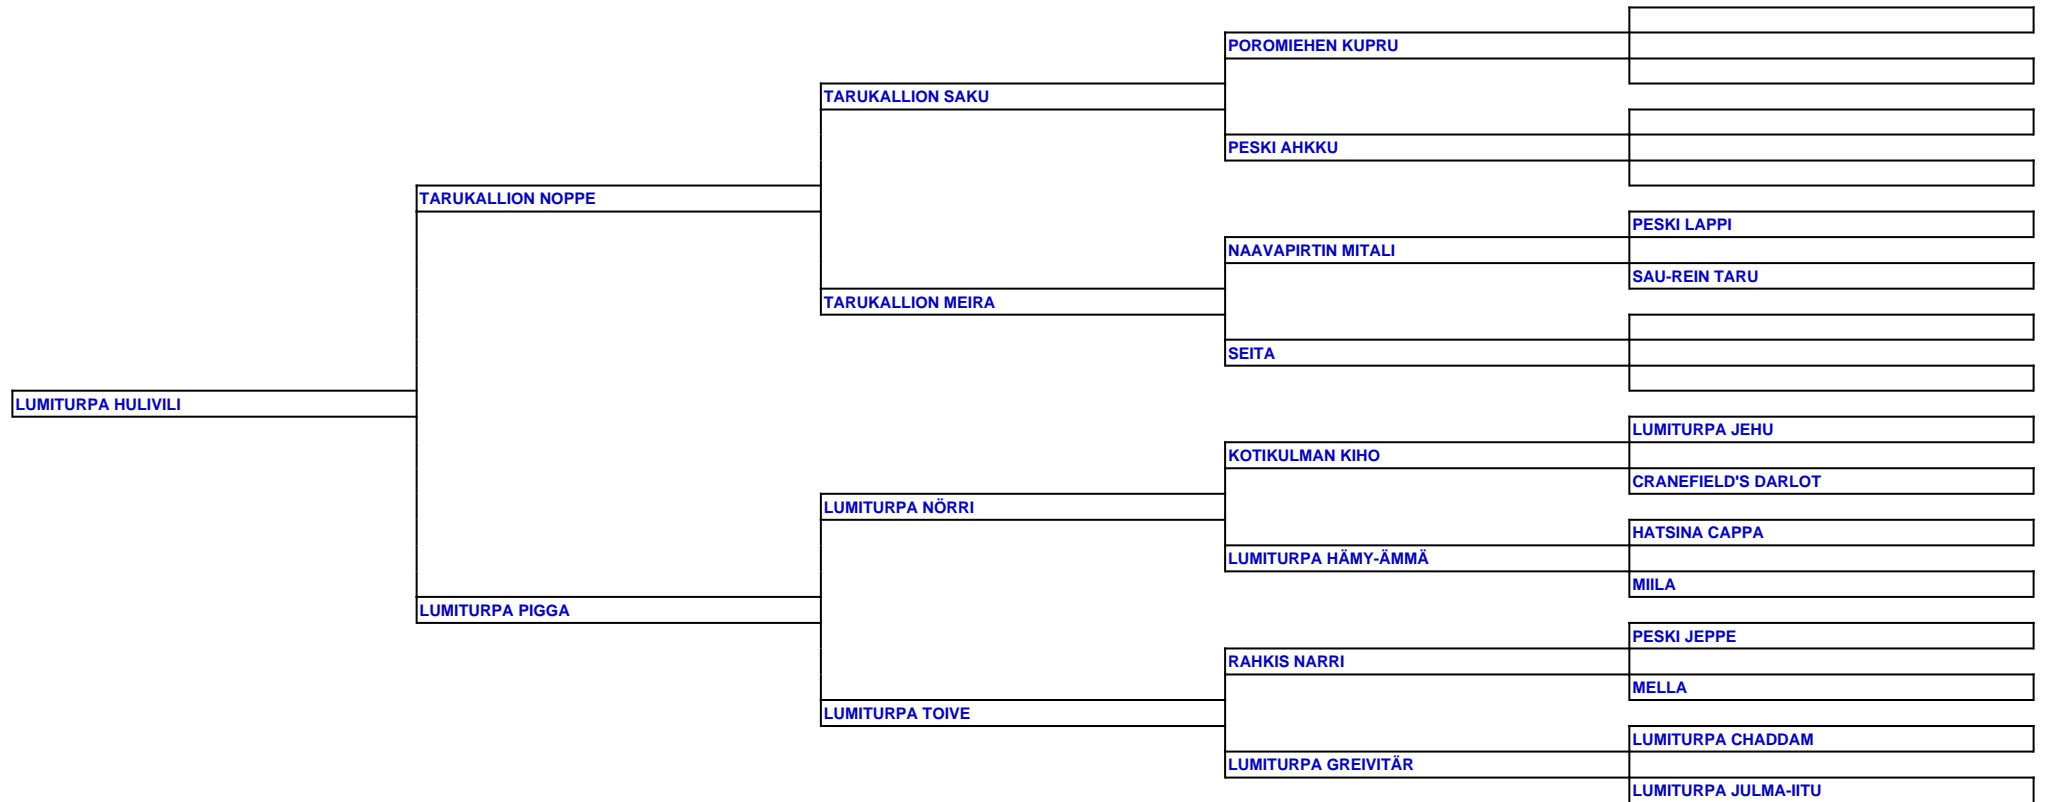 POROMIEHEN KUPRU
TARUKALLION SAKU
PESKI AHKKU
TARUKALLION NOPPE
PESKI LAPPI
NAAVAPIRTIN MITALI
SAU-REIN TARU
TARUKALLION MEIRA
SEITA
LUMITURPA HULIVILI
LUMITURPA JEHU
KOTIKULMAN KIHO
CRANEFIELD'S DARLOT
LUMITURPA NÖRRI
HATSINA CAPPA
LUMITURPA HÄMY-ÄMMÄ
MIILA
LUMITURPA PIGGA
PESKI JEPPE
RAHKIS NARRI
MELLA
LUMITURPA TOIVE
LUMITURPA CHADDAM
LUMITURPA GREIVITÄR
LUMITURPA JULMA-IITU